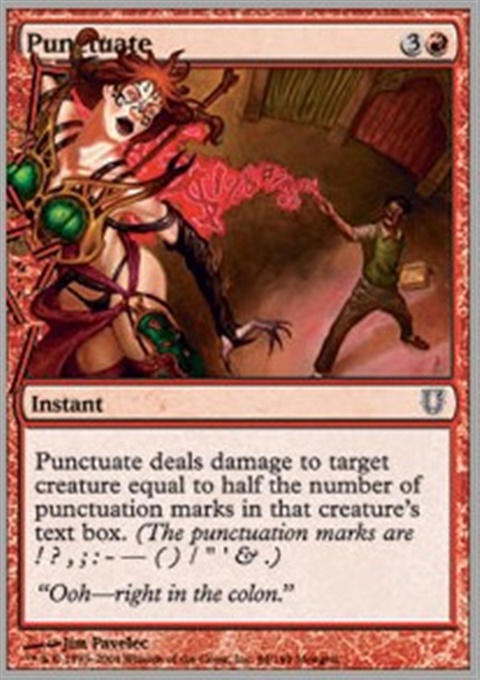 Punctuate 3
Instant
Punctuate deals damage to target
creature equal to half the number of
punctuation marks in that creature's
text box. (The punctuation marks are
! ? , ; : - — ( ) / " ' & .)
“Ooh—right in the colon.”
Jim Pavelec